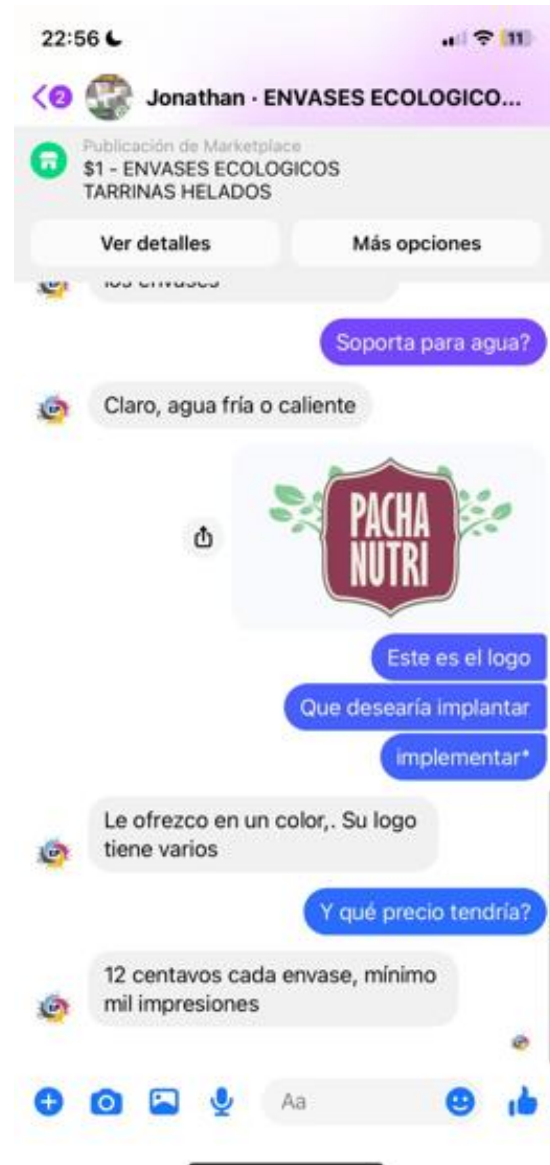 22:56
11
2
Jonathan · ENVASES ECOLOGICO...
Publicación de Marketplace
$1 - ENVASES ECOLOGICOS
TARRINAS HELADOS
Ver detalles
Más opciones
los envases
Soporta para agua?
Claro, agua fría o caliente
PACHA
NUTRI
Este es el logo
Que desearía implantar
implementar*
Le ofrezco en un color,. Su logo
tiene varios
Y qué precio tendría?
12 centavos cada envase, mínimo
mil impresiones
Aa